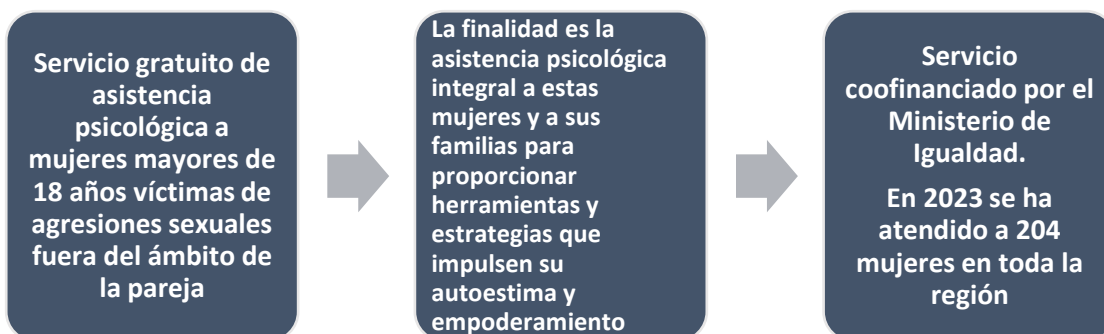 Servicio gratuito de
asistencia
psicológica a
mujeres mayores de
18 años víctimas de
agresiones sexuales
fuera del ámbito de
la pareja
La finalidad es la
asistencia psicológica
integral a estas
mujeres y a sus
familias para
proporcionar
herramientas y
estrategias que
impulsen su
autoestima y
empoderamiento
Servicio
coofinanciado por el
Ministerio de
Igualdad.
En 2023 se ha
atendido a 204
mujeres en toda la
región